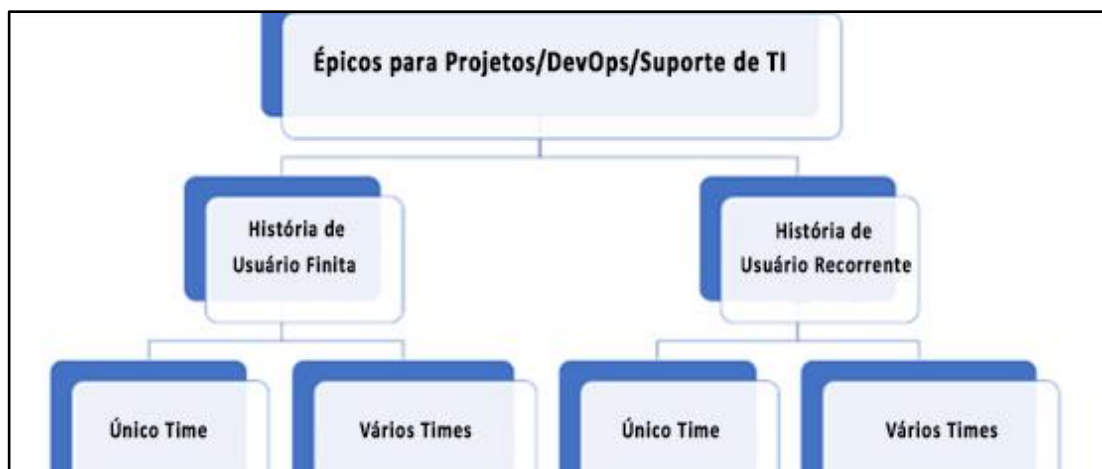 Épicos para Projetos/DevOps/Suporte de TI
História de
Usuário Finita
História de
Usuário Recorrente
Único Time
Vários Times
Único Time
Vários Times